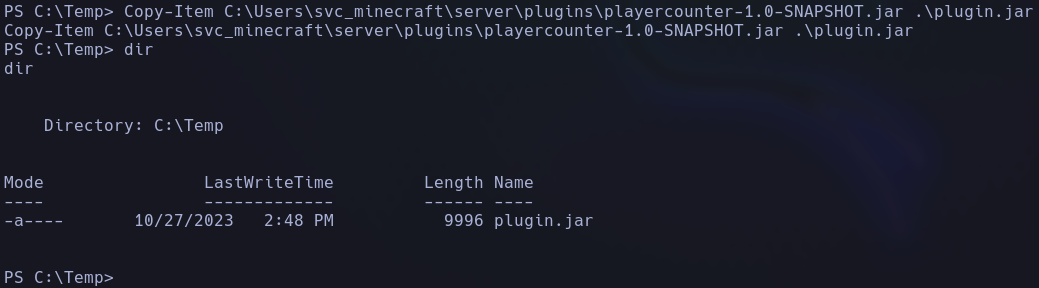 PS C:\Temp> Copy-Item C:\Users\svc_minecraft\server\plugins\playercounter-1.0-SNAPSHOT.jar .\plugin.jar
Copy-Item C:\Users\svc_minecraft\server\plugins\playercounter-1.0-SNAPSHOT.jar .\plugin.jar
PS C:\Temp> dir
dir
    Directory: C:\Temp
Mode                LastWriteTime         Length Name
----                -------------         ------ ----
-a----       10/27/2023   2:48 PM           9996 plugin.jar
PS C:\Temp>